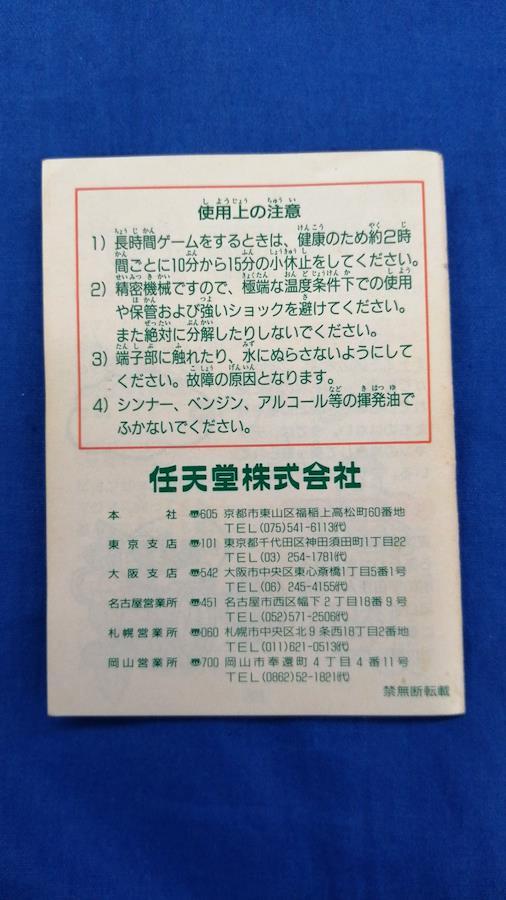 使用上の注意
1) 長時間ゲームをするときは、健康のため約2時
間ごとに10分から15分の小休止をしてください。
2) 精密機械ですので、極端な温度条件下での使用
や保管および強いショックを避けてください。
また絶対に分解したりしないでください。
3) 端子部に触れたり、水にぬらさないようにして
ください。故障の原因となります。
4) シンナー、ベンジン、アルコール等の揮発油で
ふかないでください。
任天堂株式会社
本社 〠605 京都市東山区福稲上高松町60番地
TEL(075)541-6113代
東京支店 〠101 東京都千代田区神田須田町1丁目22
TEL(03) 254-1781代
大阪支店 〠542 大阪市中央区東心斎橋1丁目5番1号
TEL(06) 245-4155代
名古屋営業所 〠451 名古屋市西区幅下2丁目18番9号
TEL(052)571-2506代
札幌営業所 〠060 札幌市中央区北9条西18丁目2番地
TEL(011)621-0513代
岡山営業所 〠700 岡山市奉還町4丁目4番11号
TEL(0862)52-1821代
禁無断転載